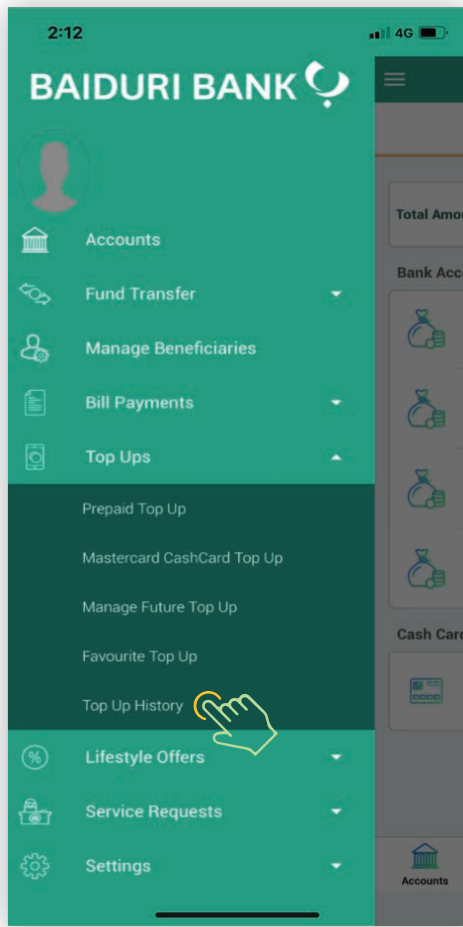 2:12
4G
BAIDURI BANK
Accounts
Fund Transfer
Manage Beneficiaries
Bill Payments
Top Ups
Prepaid Top Up
Mastercard CashCard Top Up
Manage Future Top Up
Favourite Top Up
Top Up History
Lifestyle Offers
%
Service Requests
Settings
Total Amou
Bank Acc
Cash Card
Accounts